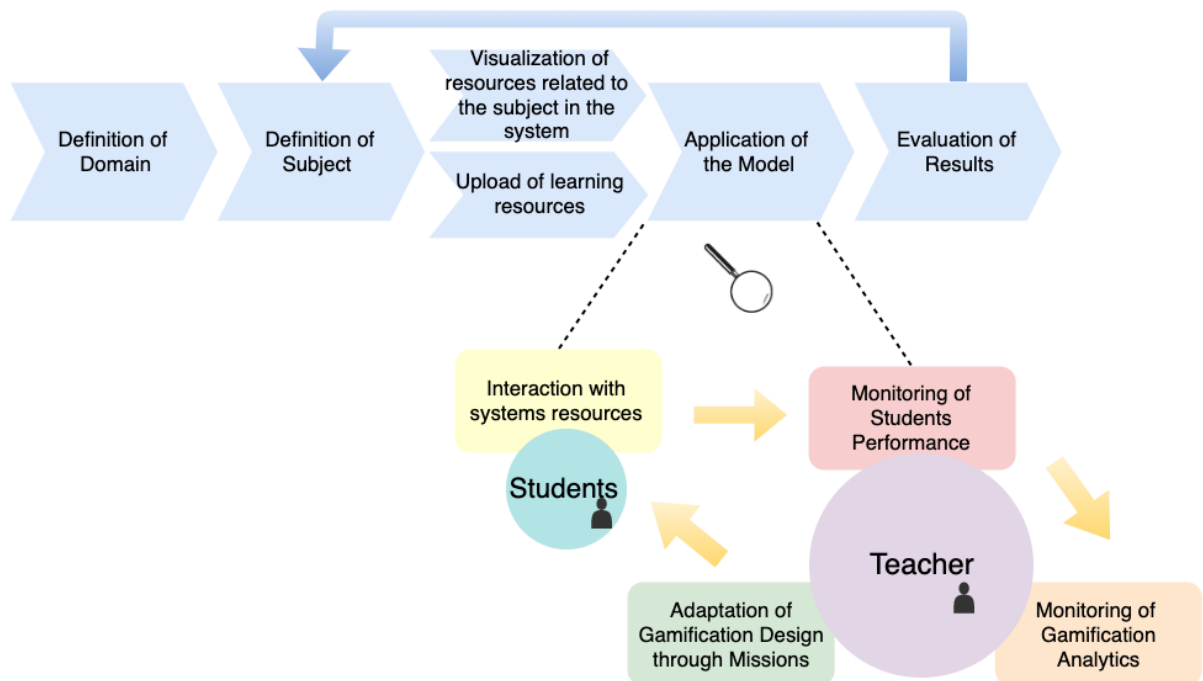 Definition of
Domain
Definition of
Subject
Visualization of
resources related to
the subject in the
system
Upload of learning
resources
Application of
the Model
Evaluation of
Results
Interaction with
systems resources
Students
Monitoring of
Students
Performance
Teacher
Adaptation of
Gamification Design
through Missions
Monitoring of
Gamification
Analytics